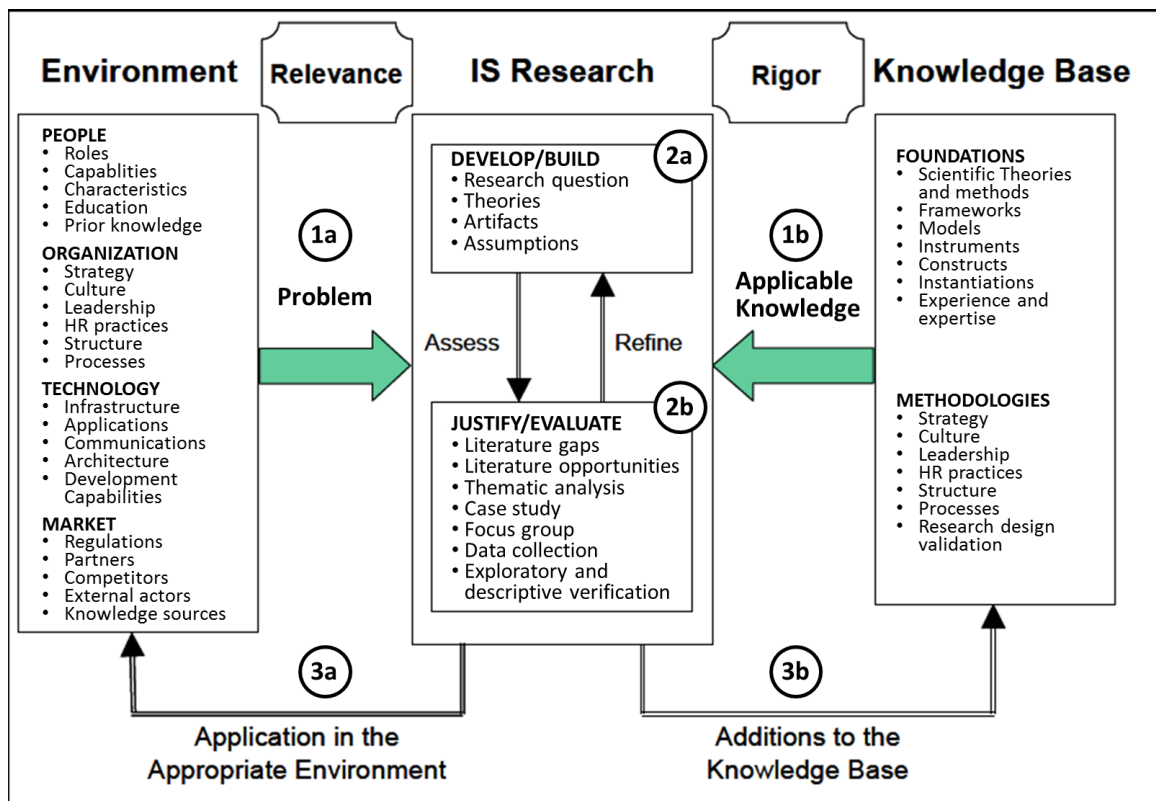 Environment
Relevance
IS Research
Rigor
Knowledge Base
PEOPLE
• Roles
• Capablities
• Characteristics
• Education
• Prior knowledge
ORGANIZATION
• Strategy
• Culture
• Leadership
• HR practices
• Structure
• Processes
TECHNOLOGY
• Infrastructure
• Applications
• Communications
• Architecture
• Development
Capabilities
MARKET
• Regulations
• Partners
• Competitors
• External actors
• Knowledge sources
1a
Problem
2a
DEVELOP/BUILD
• Research question
• Theories
• Artifacts
• Assumptions
Assess
Refine
2b
JUSTIFY/EVALUATE
• Literature gaps
• Literature opportunities
• Thematic analysis
• Case study
• Focus group
• Data collection
• Exploratory and
descriptive verification
1b
Applicable
Knowledge
FOUNDATIONS
• Scientific Theories
and methods
• Frameworks
• Models
• Instruments
• Constructs
• Instantiations
• Experience and
expertise
METHODOLOGIES
• Strategy
• Culture
• Leadership
• HR practices
• Structure
• Processes
• Research design
validation
3a
Application in the
Appropriate Environment
3b
Additions to the
Knowledge Base